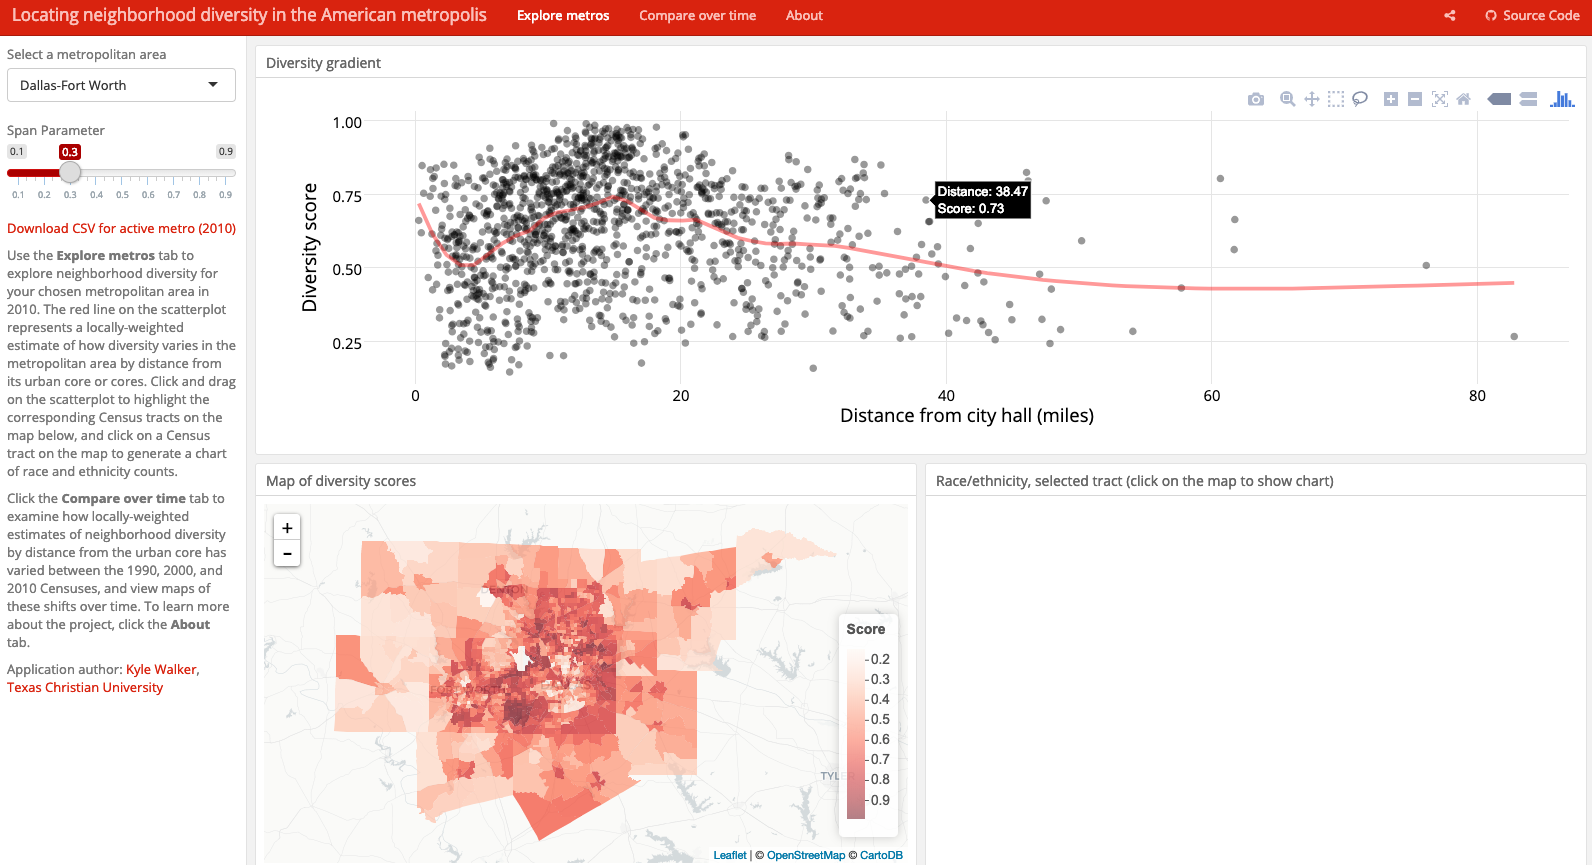 Locating neighborhood diversity in the American metropolis
Explore metros
Compare over time
About
Source Code
Select a metropolitan area
Dallas-Fort Worth
Span Parameter
0.1
0.3
0.9
0.1 0.2 0.3 0.4 0.5 0.6 0.7 0.8 0.9
Download CSV for active metro (2010)
Use the Explore metros tab to
explore neighborhood diversity for
your chosen metropolitan area in
2010. The red line on the scatterplot
represents a locally-weighted
estimate of how diversity varies in the
metropolitan area by distance from
its urban core or cores. Click and drag
on the scatterplot to highlight the
corresponding Census tracts on the
map below, and click on a Census
tract on the map to generate a chart
of race and ethnicity counts.
Click the Compare over time tab to
examine how locally-weighted
estimates of neighborhood diversity
by distance from the urban core has
varied between the 1990, 2000, and
2010 Censuses, and view maps of
these shifts over time. To learn more
about the project, click the About
tab.
Application author: Kyle Walker,
Texas Christian University
Diversity gradient
Diversity score
1.00
0.75
0.50
0.25
Distance: 38.47
Score: 0.73
0 20 40 60 80
Distance from city hall (miles)
Map of diversity scores
+
−
DENTON
FORT WORTH
Score
0.2
0.3
0.4
0.5
0.6
0.7
0.8
0.9
Leaflet | © OpenStreetMap © CartoDB
Race/ethnicity, selected tract (click on the map to show chart)